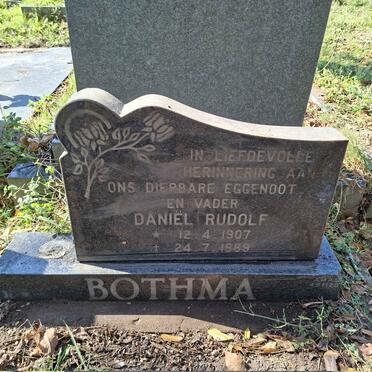 IN LIEFDEVOLLE
HERINNERING AAN
ONS DIERBARE EGGENOOT
EN VADER
DANIËL RUDOLF
* 12 4 1907
† 24 7 1989
BOTHMA